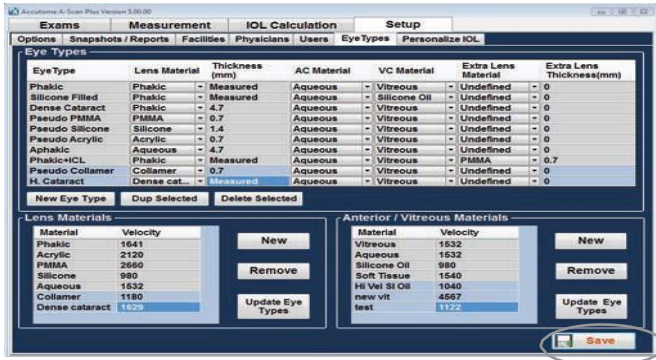 Accutome A-Scan Plus Version 3.00.00
Exams Measurement IOL Calculation Setup
Options Snapshots / Reports Facilities Physicians Users EyeTypes Personalize IOL
Eye Types
EyeType Lens Material Thickness (mm) AC Material VC Material Extra Lens Material Extra Lens Thickness(mm)
Phakic Phakic Measured Aqueous Vitreous Undefined 0
Silicone Filled Phakic Measured Aqueous Silicone Oil Undefined 0
Dense Cataract Phakic 4.7 Aqueous Vitreous Undefined 0
Pseudo PMMA PMMA 0.7 Aqueous Vitreous Undefined 0
Pseudo Silicone Silicone 1.4 Aqueous Vitreous Undefined 0
Pseudo Acrylic Acrylic 0.7 Aqueous Vitreous Undefined 0
Aphakic Aqueous 4.7 Aqueous Vitreous Undefined 0
Phakic+ICL Phakic Measured Aqueous Vitreous PMMA 0.7
Pseudo Collamer Collamer 0.7 Aqueous Vitreous Undefined 0
H. Cataract Dense cat... Measured Aqueous Vitreous Undefined 0
New Eye Type Dup Selected Delete Selected
Lens Materials
Material Velocity
Phakic 1641
Acrylic 2120
PMMA 2660
Silicone 980
Aqueous 1532
Collamer 1180
Dense cataract 1629
New
Remove
Update Eye Types
Anterior / Vitreous Materials
Material Velocity
Vitreous 1532
Aqueous 1532
Silicone Oil 980
Soft Tissue 1540
Hi Vel SI Oil 1040
new vit 4567
test 1122
New
Remove
Update Eye Types
Save